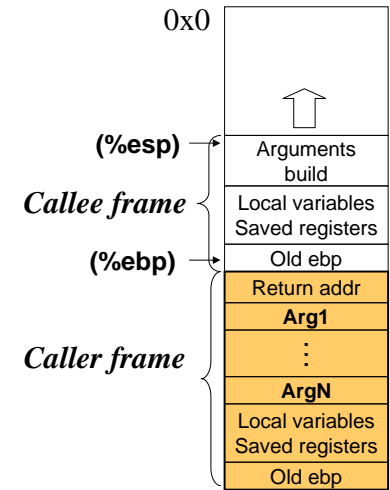 0x0
(%esp)
Arguments
build
Callee frame
Local variables
Saved registers
(%ebp)
Old ebp
Return addr
Arg1
Caller frame
⋮
ArgN
Local variables
Saved registers
Old ebp